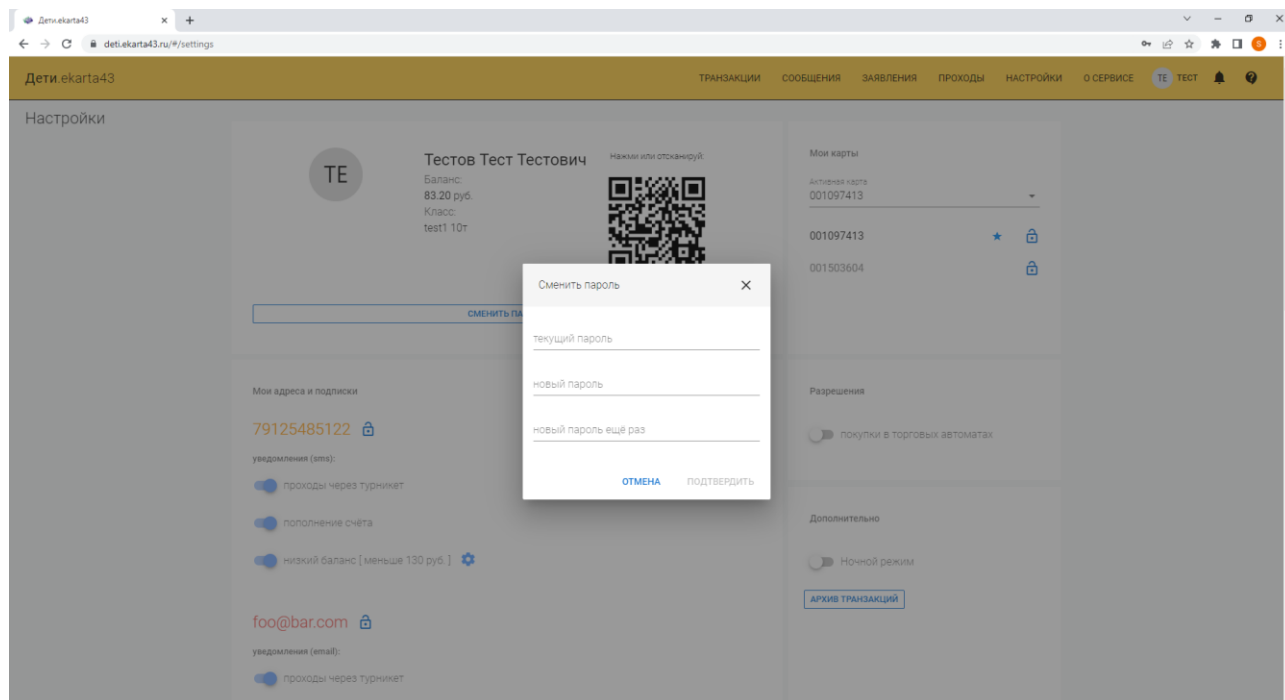 Дети.ekarta43
deti.ekarta43.ru/#/settings
S
Дети.ekarta43
ТРАНЗАКЦИИ
СООБЩЕНИЯ
ЗАЯВЛЕНИЯ
ПРОХОДЫ
НАСТРОЙКИ
О СЕРВИСЕ
TE
ТЕСТ
Настройки
TE
Тестов Тест Тестович
Баланс:
83.20 руб.
Класс:
test1 10т
Нажми или отсканируй:
СМЕНИТЬ
Мои карты
Активная карта
001097413
001097413
001503604
Сменить пароль
текущий пароль
новый пароль
новый пароль ещё раз
ОТМЕНА
ПОДТВЕРДИТЬ
Мои адреса и подписки
79125485122
уведомления (sms):
проходы через турникет
пополнение счёта
низкий баланс [ меньше 130 руб. ]
foo@bar.com
уведомления (email):
проходы через турникет
Разрешения
покупки в торговых автоматах
Дополнительно
Ночной режим
АРХИВ ТРАНЗАКЦИЙ